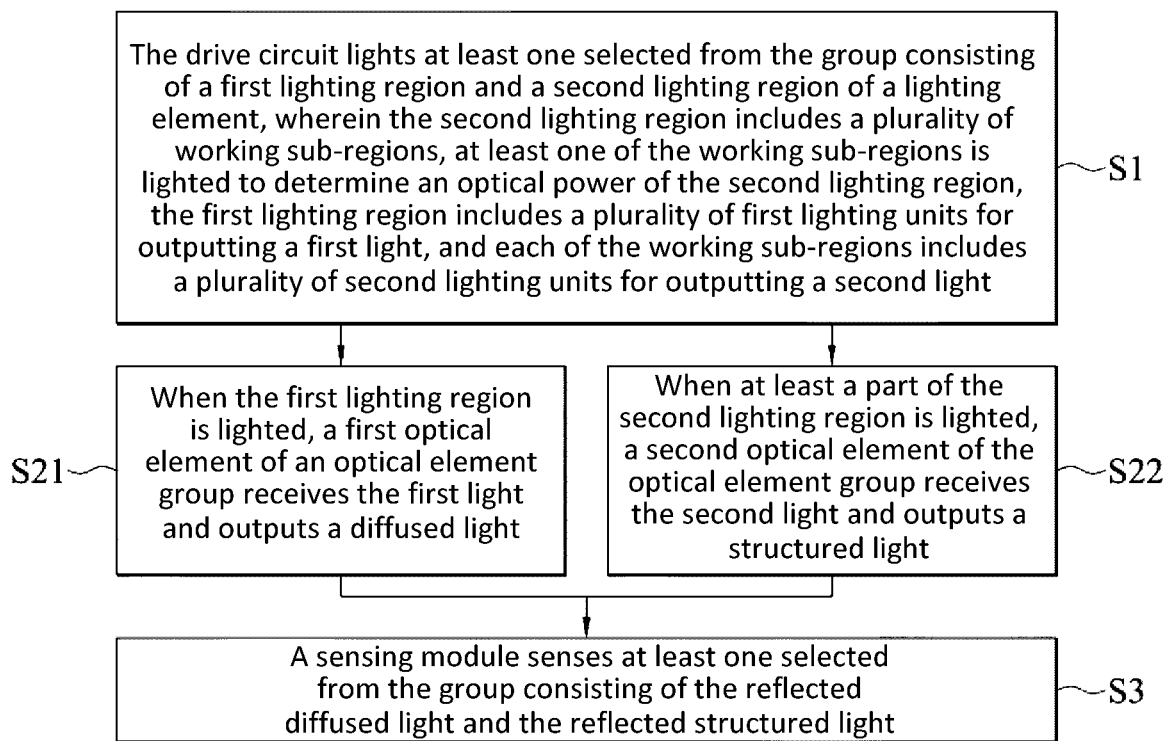 The drive circuit lights at least one selected from the group consisting
of a first lighting region and a second lighting region of a lighting
element, wherein the second lighting region includes a plurality of
working sub-regions, at least one of the working sub-regions is
lighted to determine an optical power of the second lighting region,
the first lighting region includes a plurality of first lighting units for
outputting a first light, and each of the working sub-regions includes
a plurality of second lighting units for outputting a second light
S1
When the first lighting region
is lighted, a first optical
element of an optical element
group receives the first light
and outputs a diffused light
S21
When at least a part of the
second lighting region is lighted,
a second optical element of the
optical element group receives
the second light and outputs a
structured light
S22
A sensing module senses at least one selected
from the group consisting of the reflected
diffused light and the reflected structured light
S3